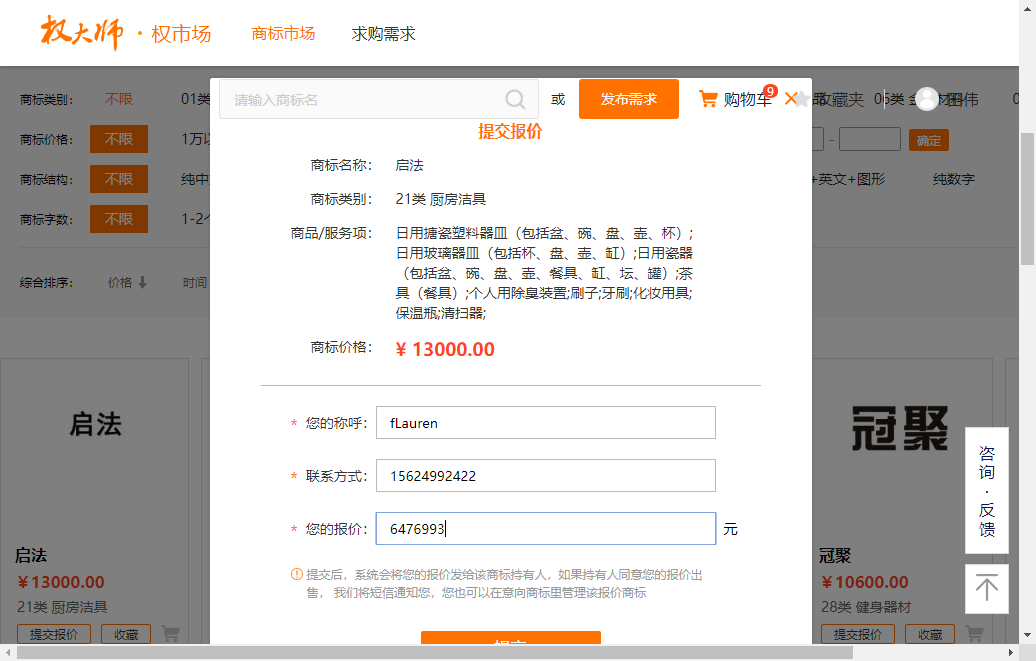 权大师 · 权市场 商标市场 求购需求
请输入商标名 或 发布需求 购物车 9 收藏夹
商标类别： 不限 01类 06类
提交报价
商标价格： 不限 1万以 - 确定
商标结构： 不限 纯中 +英文+图形 纯数字
商标字数： 不限 1-2个
综合排序： 价格 时间
商标名称： 启法
商标类别： 21类 厨房洁具
商品/服务项： 日用搪瓷塑料器皿（包括盆、碗、盘、壶、杯）;
日用玻璃器皿（包括杯、盘、壶、缸）;日用瓷器
（包括盆、碗、盘、壶、餐具、缸、坛、罐）;茶
具（餐具）;个人用除臭装置;刷子;牙刷;化妆用具;
保温瓶;清扫器;
商标价格： ¥ 13000.00
* 您的称呼： fLauren
* 联系方式： 15624992422
* 您的报价： 6476993 元
提交后，系统会将您的报价发给该商标持有人，如果持有人同意您的报价出
售， 我们将短信通知您，您也可以在意向商标里管理该报价商标
提交
启法
启法
¥13000.00
21类 厨房洁具
提交报价 收藏
冠聚
冠聚
¥10600.00
28类 健身器材
提交报价 收藏
咨
询
·
反
馈